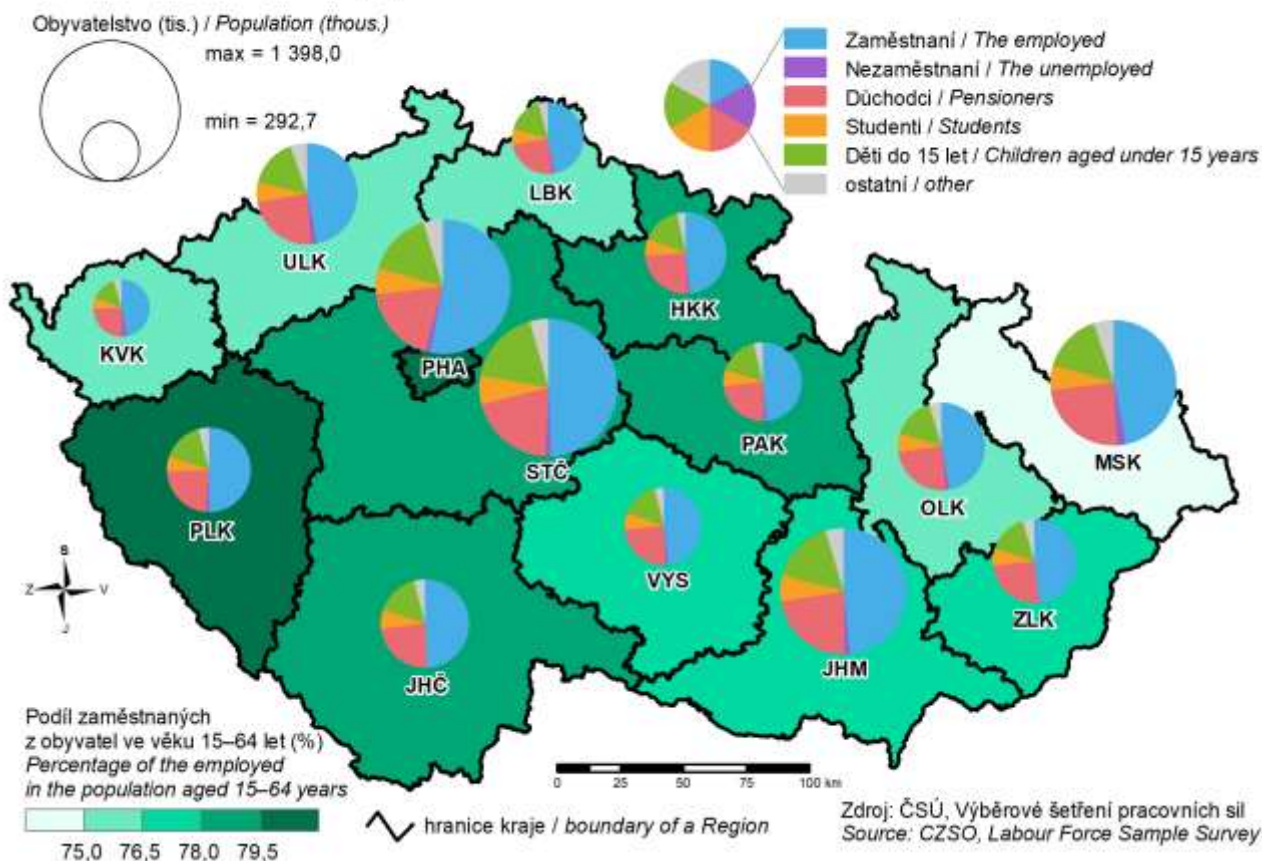 Obyvatelstvo (tis.) / Population (thous.)
max = 1 398,0
min = 292,7
Zaměstnaní / The employed
Nezaměstnaní / The unemployed
Důchodci / Pensioners
Studenti / Students
Děti do 15 let / Children aged under 15 years
ostatní / other
LBK
ULK
HKK
KVK
PHA
PAK
STČ
MSK
OLK
PLK
VYS
ZLK
JHM
JHČ
S
Z V
J
Podíl zaměstnaných
z obyvatel ve věku 15–64 let (%)
Percentage of the employed
in the population aged 15–64 years
75,0 76,5 78,0 79,5
0 25 50 75 100 km
hranice kraje / boundary of a Region
Zdroj: ČSÚ, Výběrové šetření pracovních sil
Source: CZSO, Labour Force Sample Survey